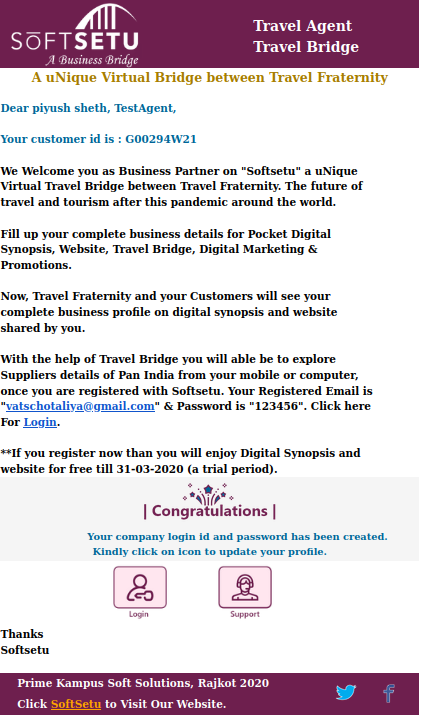 SOFTSETU
A Business Bridge
Travel Agent
Travel Bridge
A uNique Virtual Bridge between Travel Fraternity
Dear piyush sheth, TestAgent,
Your customer id is : G00294W21
We Welcome you as Business Partner on "Softsetu" a uNique
Virtual Travel Bridge between Travel Fraternity. The future of
travel and tourism after this pandemic around the world.
Fill up your complete business details for Pocket Digital
Synopsis, Website, Travel Bridge, Digital Marketing &
Promotions.
Now, Travel Fraternity and your Customers will see your
complete business profile on digital synopsis and website
shared by you.
With the help of Travel Bridge you will able be to explore
Suppliers details of Pan India from your mobile or computer,
once you are registered with Softsetu. Your Registered Email is
"vatschotaliya@gmail.com" & Password is "123456". Click here
For Login.
**If you register now than you will enjoy Digital Synopsis and
website for free till 31-03-2020 (a trial period).
| Congratulations |
Your company login id and password has been created.
Kindly click on icon to update your profile.
Login
Support
Thanks
Softsetu
Prime Kampus Soft Solutions, Rajkot 2020
Click SoftSetu to Visit Our Website.